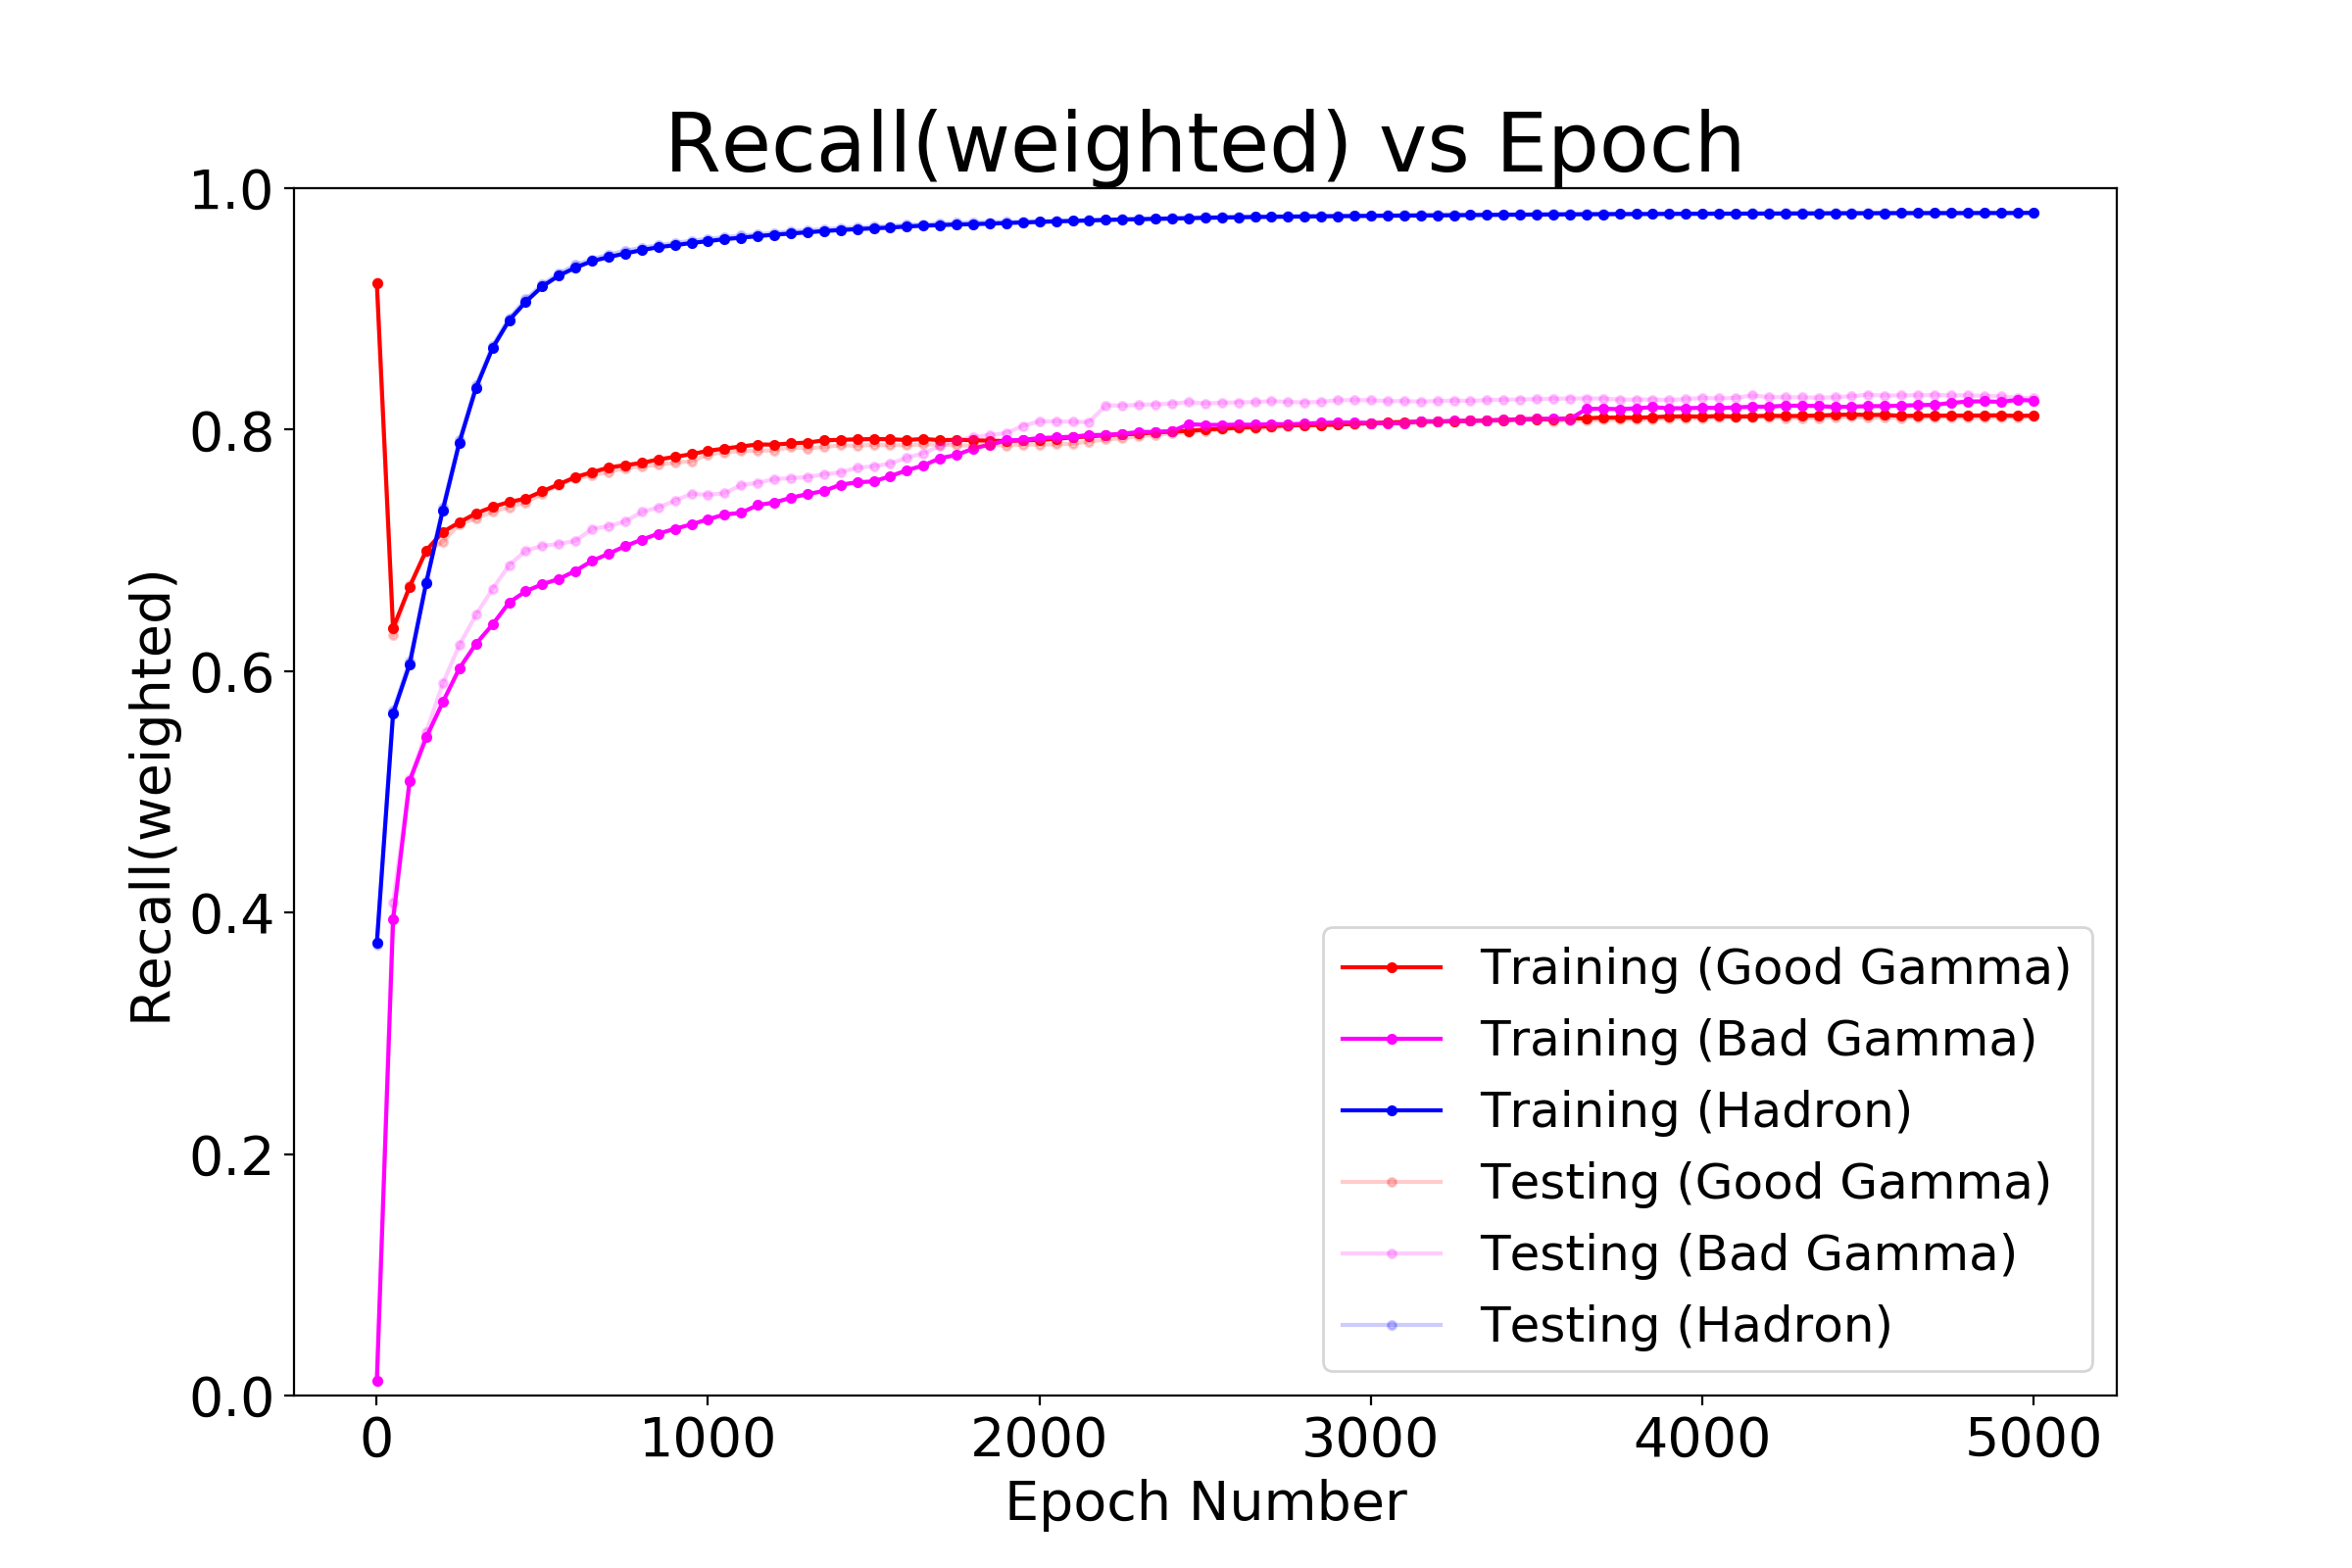 Recall(weighted) vs Epoch
Recall(weighted)
1.0
0.8
0.6
0.4
0.2
0.0
0 1000 2000 3000 4000 5000
Epoch Number
Training (Good Gamma)
Training (Bad Gamma)
Training (Hadron)
Testing (Good Gamma)
Testing (Bad Gamma)
Testing (Hadron)